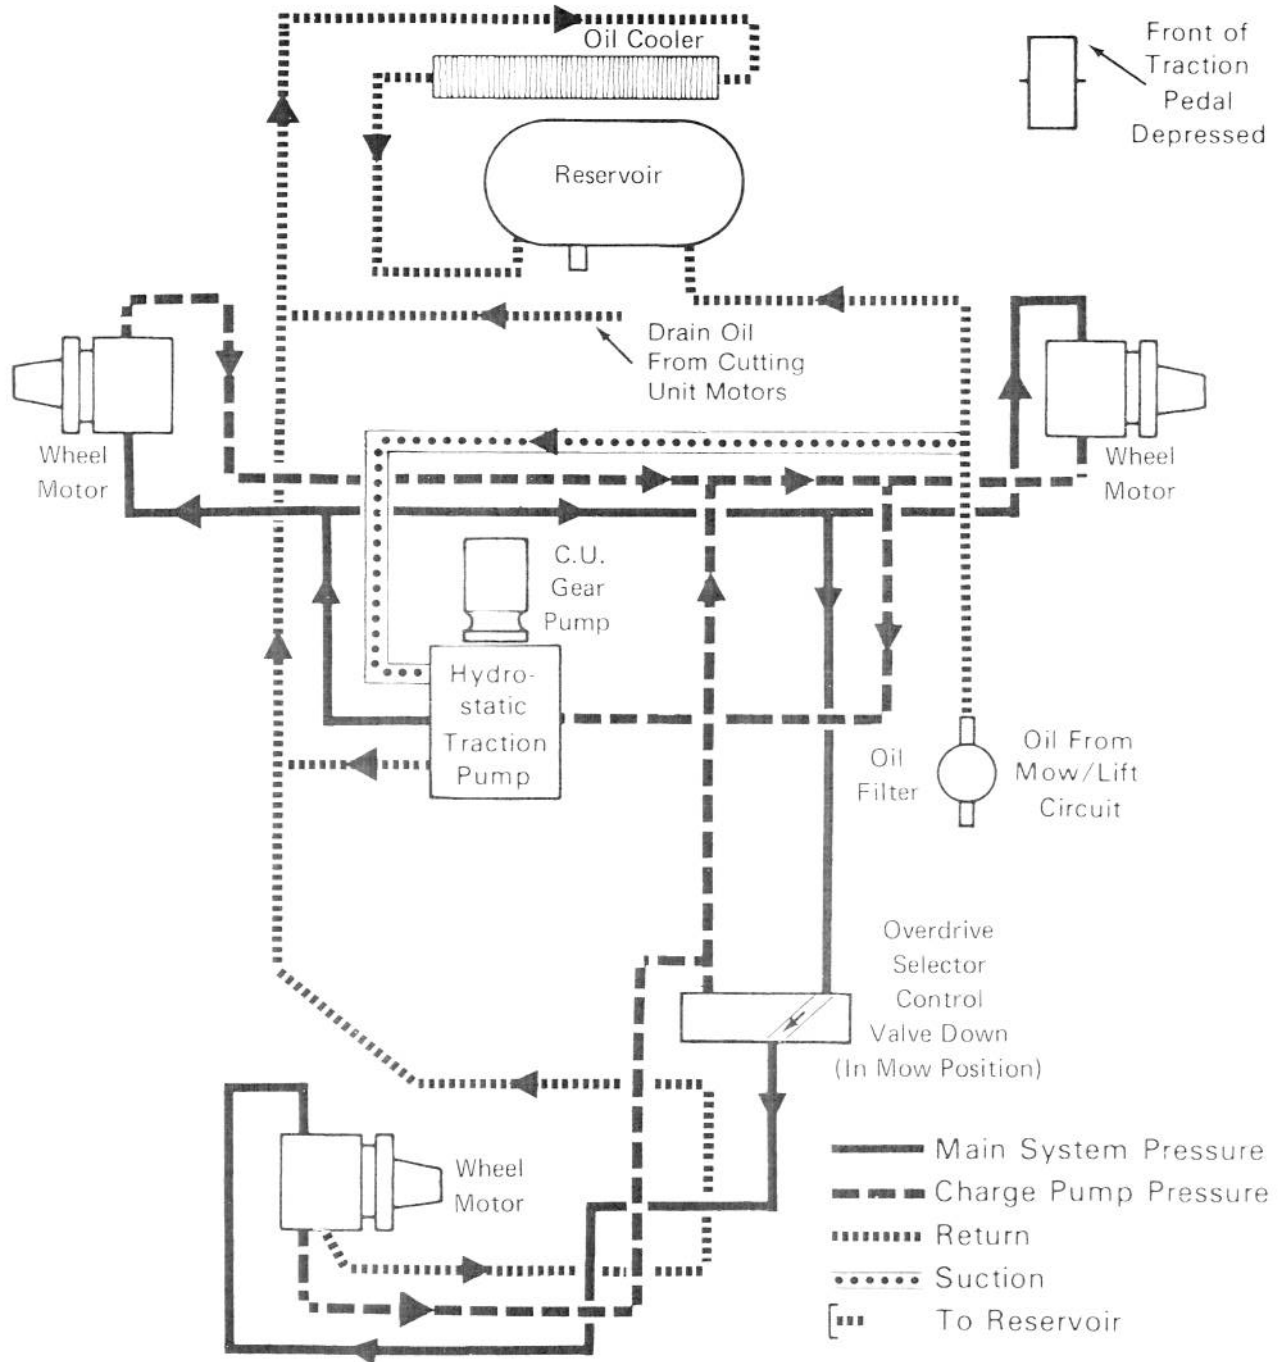 Oil Cooler
Front of
Traction
Pedal
Depressed
Reservoir
Drain Oil
From Cutting
Unit Motors
Wheel
Motor
Wheel
Motor
C.U.
Gear
Pump
Hydro-
static
Traction
Pump
Oil
Filter
Oil From
Mow/Lift
Circuit
Overdrive
Selector
Control
Valve Down
(In Mow Position)
Wheel
Motor
Main System Pressure
Charge Pump Pressure
Return
Suction
To Reservoir